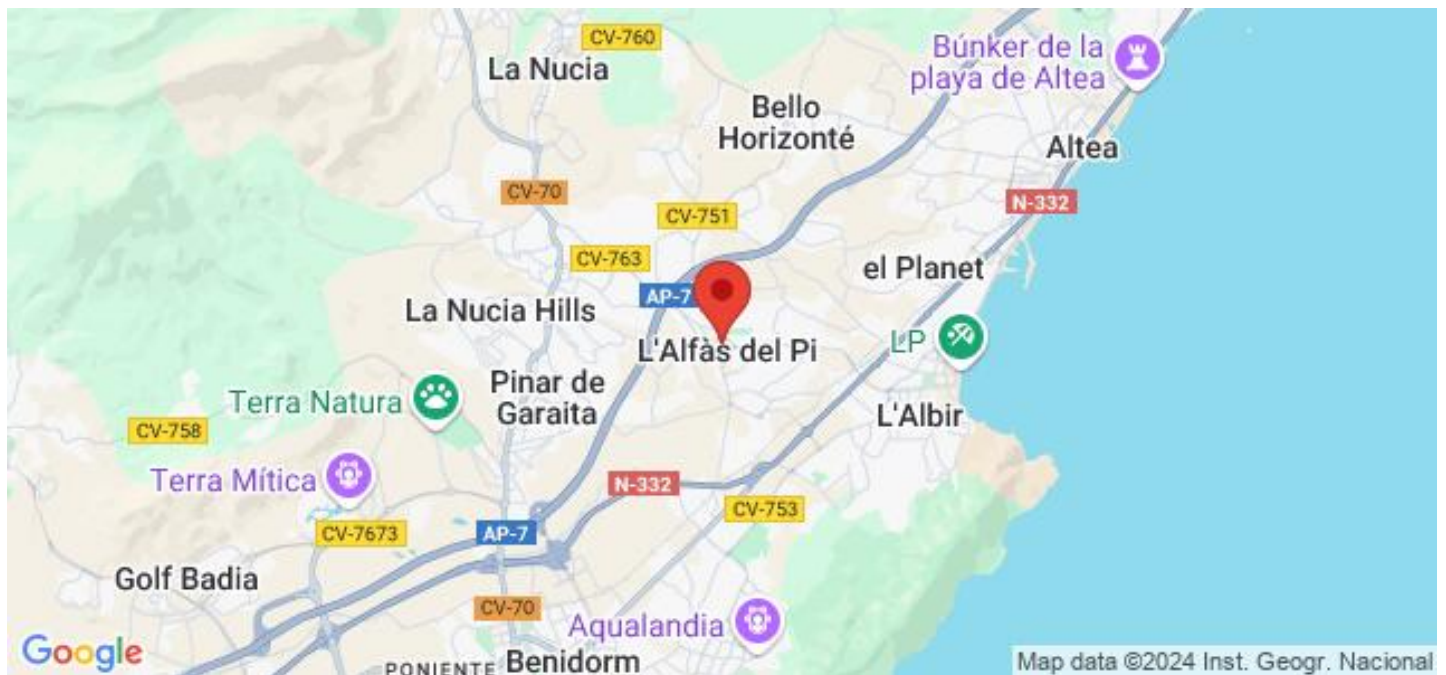 CV-760
La Nucia
Búnker de la
playa de Altea
Bello
Horizonté
Altea
CV-70
N-332
CV-751
CV-763
el Planet
AP-7
La Nucia Hills
LP
L'Alfàs del Pi
Pinar de
Garaita
Terra Natura
L'Albir
CV-758
Terra Mítica
N-332
CV-753
CV-7673
AP-7
Golf Badia
CV-70
Aqualandia
Google
PONIENTE
Benidorm
Map data ©2024 Inst. Geogr. Nacional